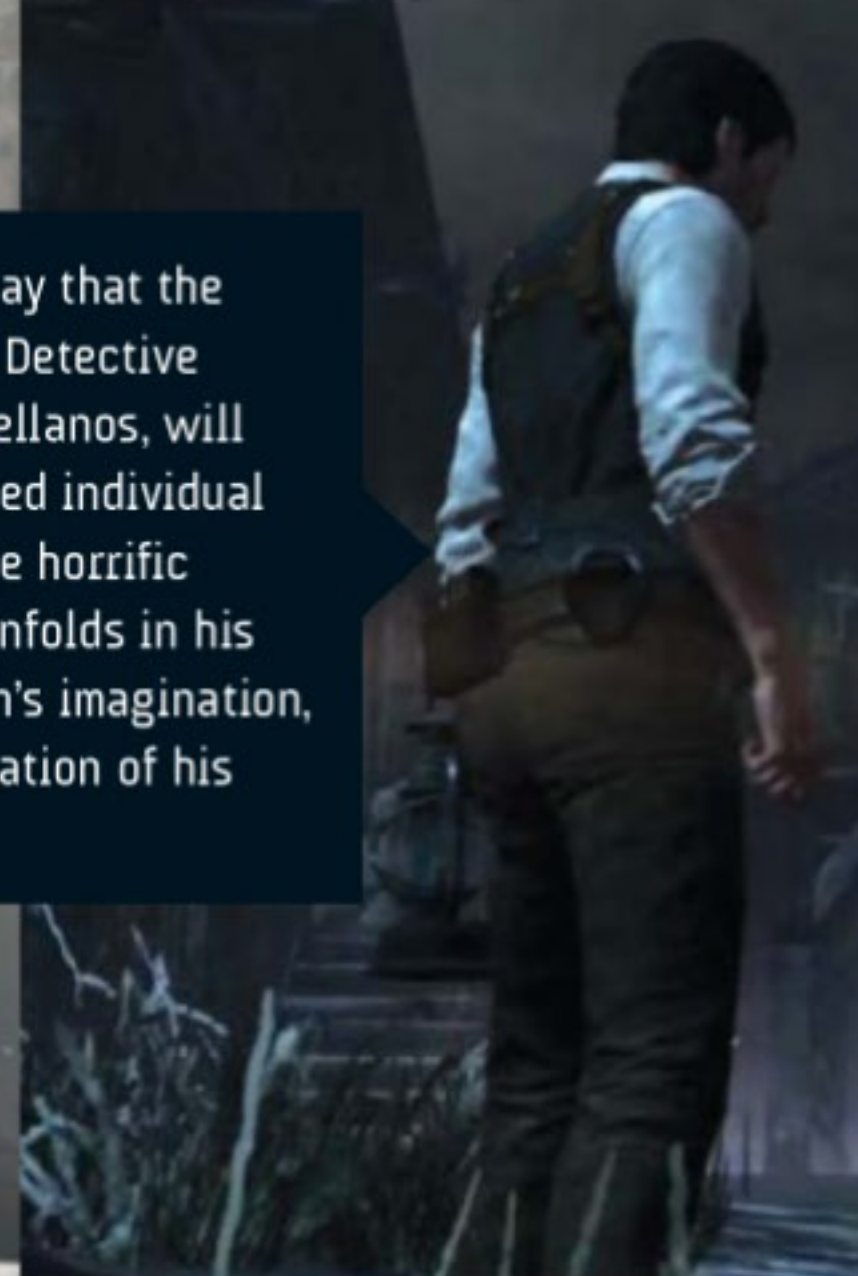 ay that the
Detective
ellanos, will
ed individual
e horrific
nfolds in his
n's imagination,
ation of his